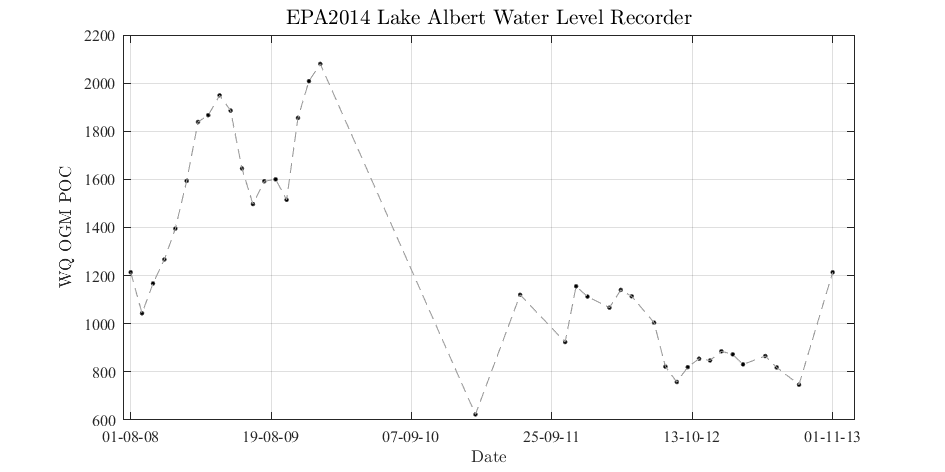 EPA2014 Lake Albert Water Level Recorder
2200
2000
1800
1600
1400
1200
1000
800
600
WQ OGM POC
01-08-08 19-08-09 07-09-10 25-09-11 13-10-12 01-11-13
Date